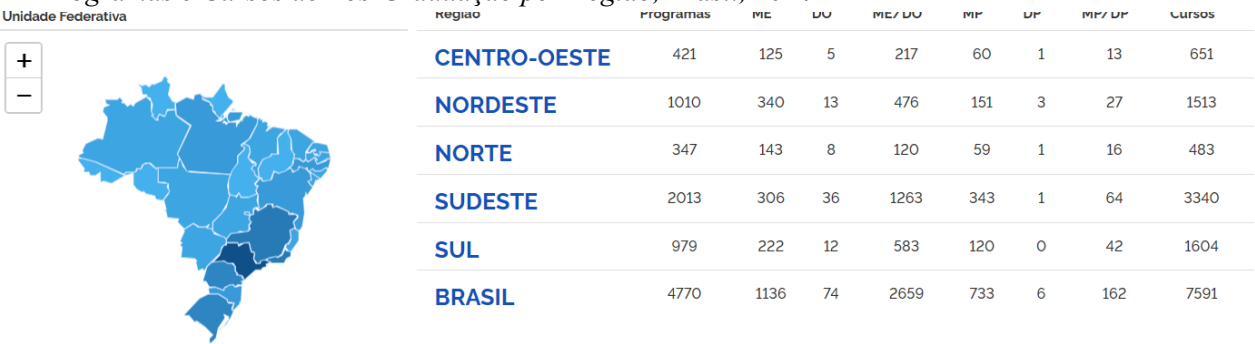 Unidade Federativa
+
−
Região Programas ME DO ME/DO MP DP MP/DP Cursos
CENTRO-OESTE 421 125 5 217 60 1 13 651
NORDESTE 1010 340 13 476 151 3 27 1513
NORTE 347 143 8 120 59 1 16 483
SUDESTE 2013 306 36 1263 343 1 64 3340
SUL 979 222 12 583 120 0 42 1604
BRASIL 4770 1136 74 2659 733 6 162 7591